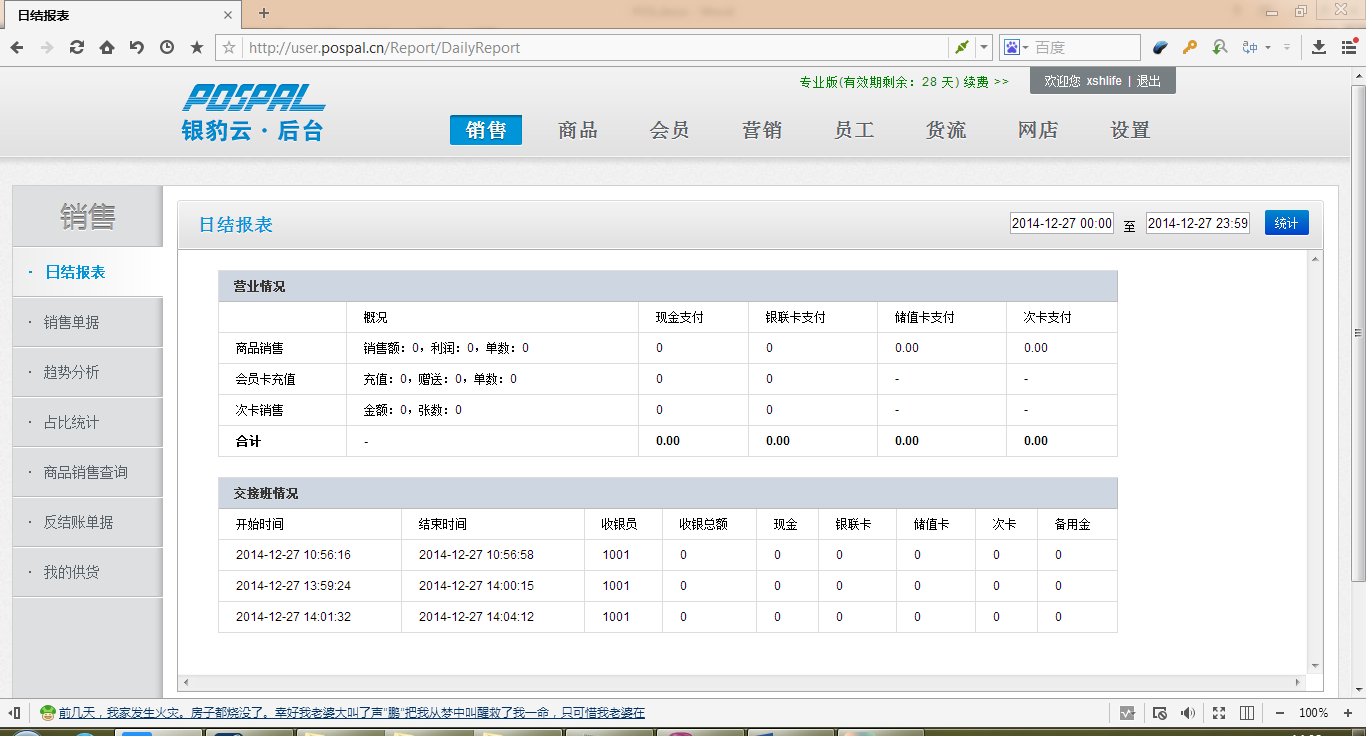 日结报表
http://user.pospal.cn/Report/DailyReport
百度
专业版(有效期剩余：28 天) 续费 >>
欢迎您 xshlife | 退出
POSPAL
银豹云·后台
销售 商品 会员 营销 员工 货流 网店 设置
销售
· 日结报表
· 销售单据
· 趋势分析
· 占比统计
· 商品销售查询
· 反结账单据
· 我的供货
日结报表
2014-12-27 00:00 至 2014-12-27 23:59 统计
营业情况
概况 现金支付 银联卡支付 储值卡支付 次卡支付
商品销售 销售额：0，利润：0，单数：0 0 0 0.00 0.00
会员卡充值 充值：0，赠送：0，单数：0 0 0 - -
次卡销售 金额：0，张数：0 0 0 - -
合计 - 0.00 0.00 0.00 0.00
交接班情况
开始时间 结束时间 收银员 收银总额 现金 银联卡 储值卡 次卡 备用金
2014-12-27 10:56:16 2014-12-27 10:56:58 1001 0 0 0 0 0 0
2014-12-27 13:59:24 2014-12-27 14:00:15 1001 0 0 0 0 0 0
2014-12-27 14:01:32 2014-12-27 14:04:12 1001 0 0 0 0 0 0
前几天，我家发生火灾。房子都烧没了。幸好我老婆大叫了声"鹏"把我从梦中叫醒救了我一命，只可惜我老婆在
100%